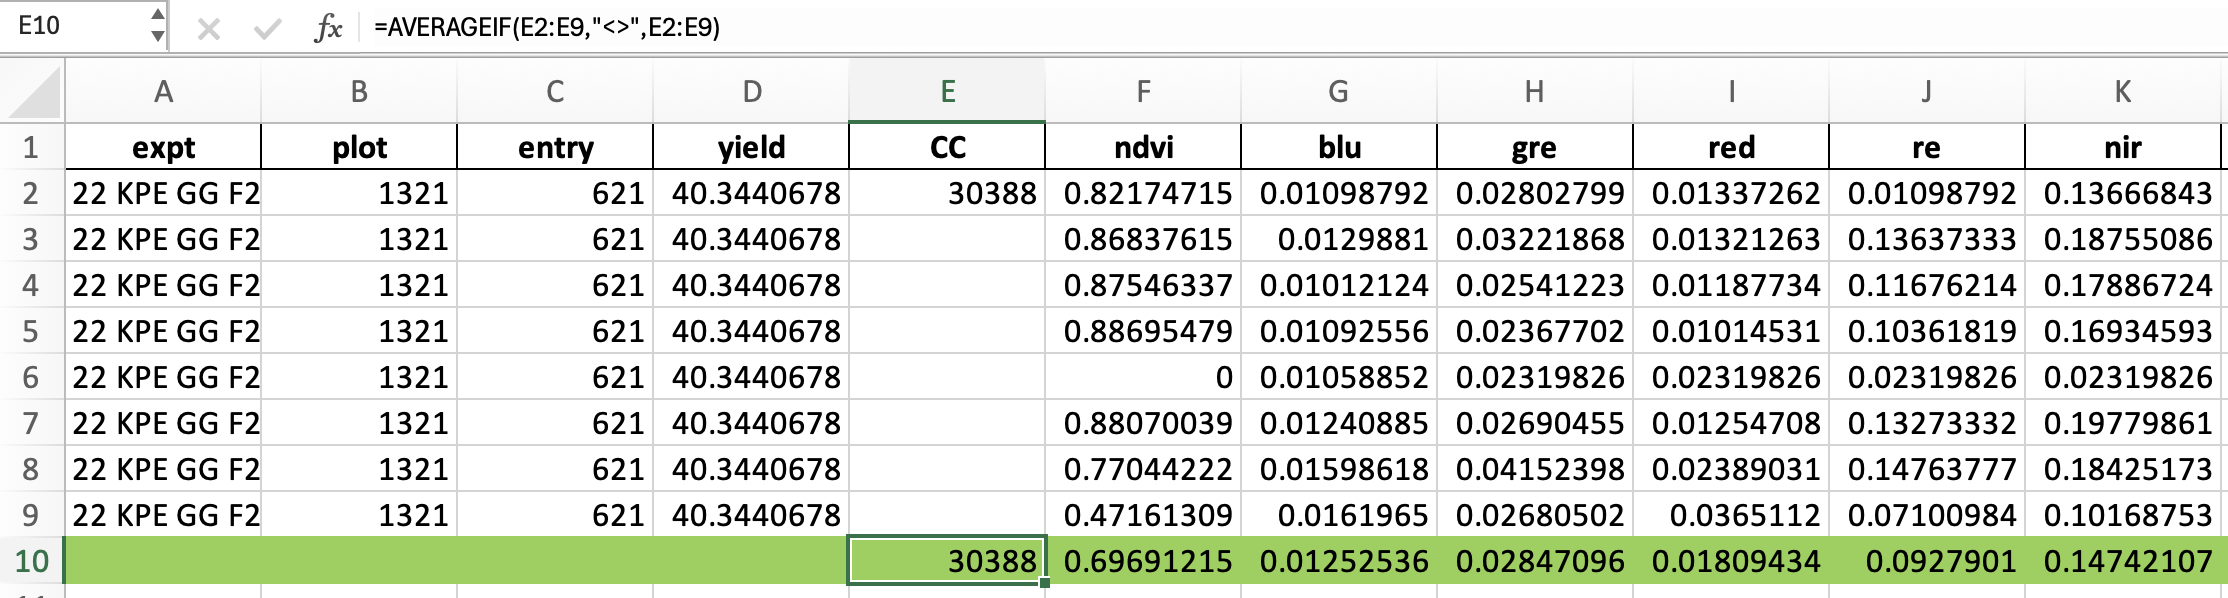 E10 fx =AVERAGEIF(E2:E9,"<>",E2:E9)
A B C D E F G H I J K
1 expt plot entry yield CC ndvi blu gre red re nir
2 22 KPE GG F2 1321 621 40.3440678 30388 0.82174715 0.01098792 0.02802799 0.01337262 0.01098792 0.13666843
3 22 KPE GG F2 1321 621 40.3440678 0.86837615 0.0129881 0.03221868 0.01321263 0.13637333 0.18755086
4 22 KPE GG F2 1321 621 40.3440678 0.87546337 0.01012124 0.02541223 0.01187734 0.11676214 0.17886724
5 22 KPE GG F2 1321 621 40.3440678 0.88695479 0.01092556 0.02367702 0.01014531 0.10361819 0.16934593
6 22 KPE GG F2 1321 621 40.3440678 0 0.01058852 0.02319826 0.02319826 0.02319826 0.02319826
7 22 KPE GG F2 1321 621 40.3440678 0.88070039 0.01240885 0.02690455 0.01254708 0.13273332 0.19779861
8 22 KPE GG F2 1321 621 40.3440678 0.77044222 0.01598618 0.04152398 0.02389031 0.14763777 0.18425173
9 22 KPE GG F2 1321 621 40.3440678 0.47161309 0.0161965 0.02680502 0.0365112 0.07100984 0.10168753
10 30388 0.69691215 0.01252536 0.02847096 0.01809434 0.0927901 0.14742107